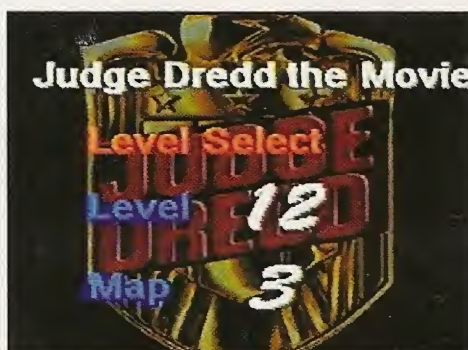 Judge Dredd the Movie
Level Select
JUDGE
Level 12
DREDD
Map 3